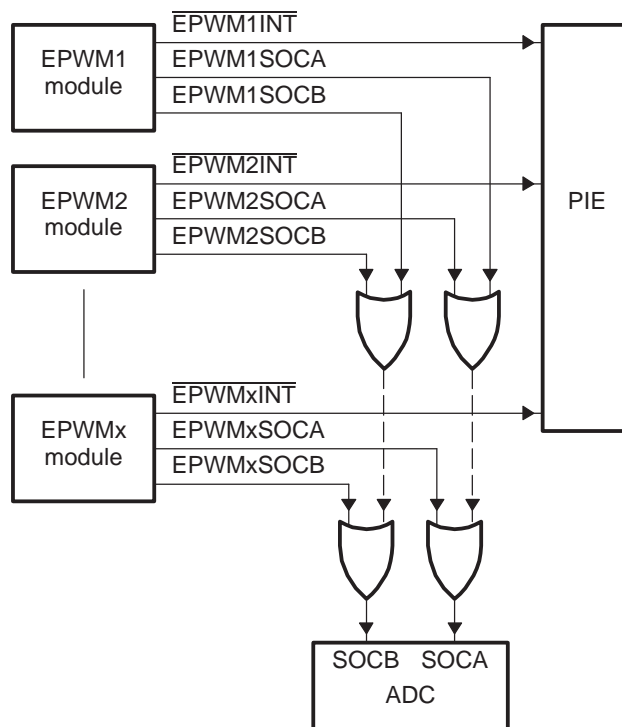 EPWM1INT
EPWM1
module
EPWM1SOCA
EPWM1SOCB
EPWM2INT
EPWM2
module
EPWM2SOCA
EPWM2SOCB
PIE
EPWMxINT
EPWMx
module
EPWMxSOCA
EPWMxSOCB
SOCB SOCA
ADC